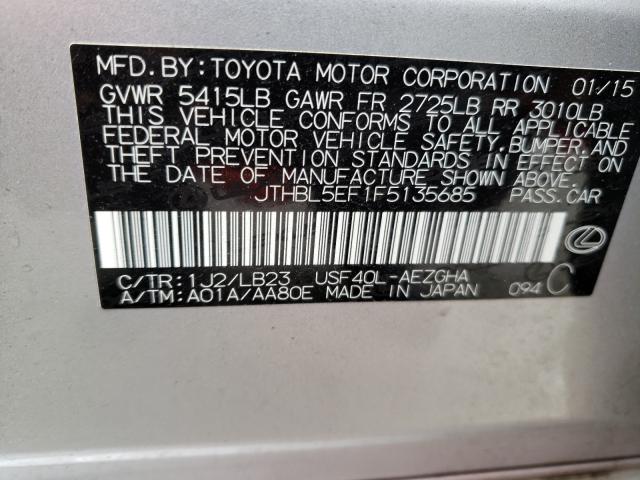 MFD.BY:TOYOTA MOTOR CORPORATION 01/15
GVWR 5415LB GAWR FR 2725LB RR 3010LB
THIS VEHICLE CONFORMS TO ALL APPLICABLE
FEDERAL MOTOR VEHICLE SAFETY,BUMPER,AND
THEFT PREVENTION STANDARDS IN EFFECT ON
THE DATE OF MANUFACTURE SHOWN ABOVE.
JTHBL5EF1F5135685 PASS.CAR
C/TR:1J2/LB23 USF40L-AEZGHA
A/TM:A01A/AA80E MADE IN JAPAN 094 C